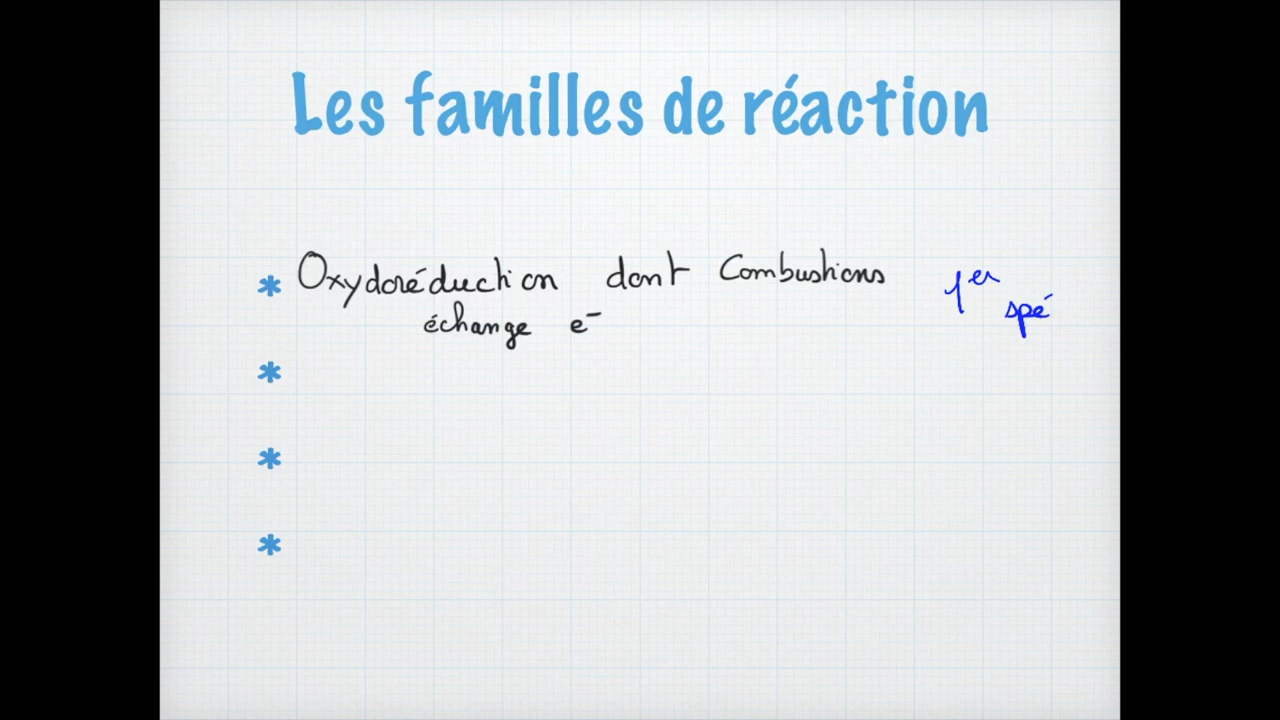 Les familles de réaction
* Oxydoréduction dont Combustions 1er
spé
échange e⁻
*
*
*